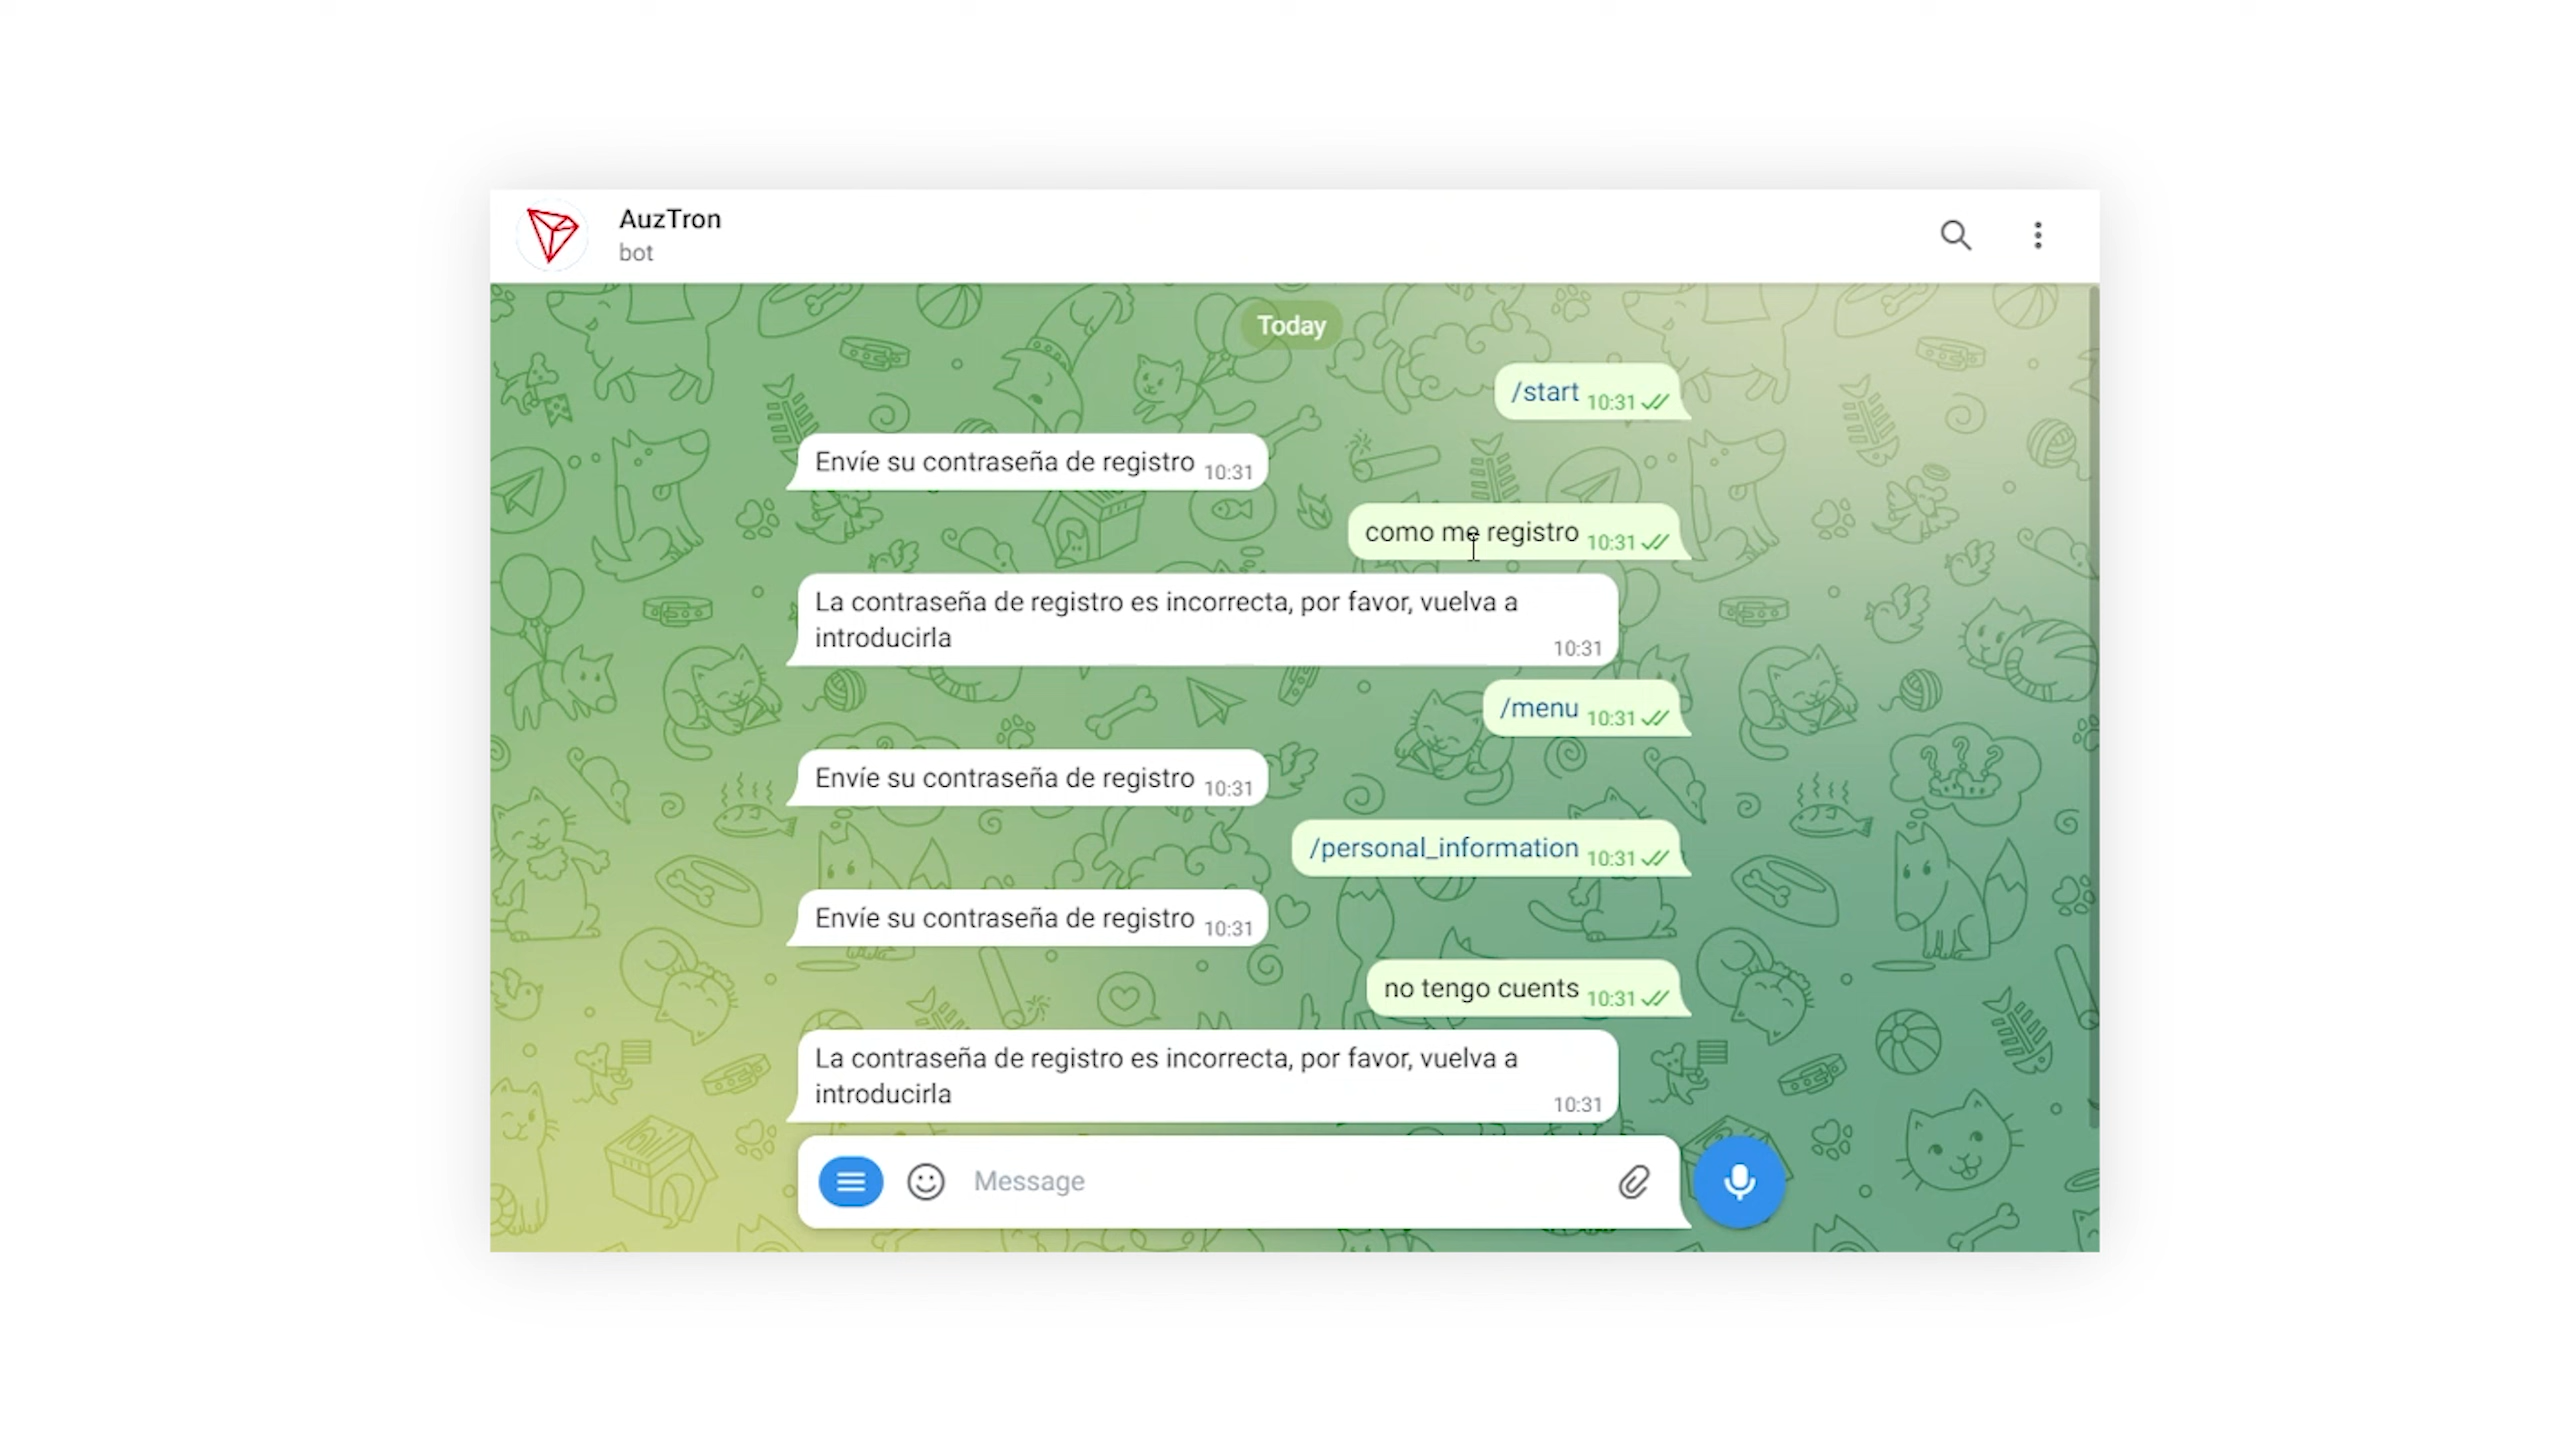 AuzTron
bot
Today
/start 10:31
Envíe su contraseña de registro 10:31
como me registro 10:31
La contraseña de registro es incorrecta, por favor, vuelva a
introducirla 10:31
/menu 10:31
Envíe su contraseña de registro 10:31
/personal_information 10:31
Envíe su contraseña de registro 10:31
no tengo cuents 10:31
La contraseña de registro es incorrecta, por favor, vuelva a
introducirla 10:31
Message